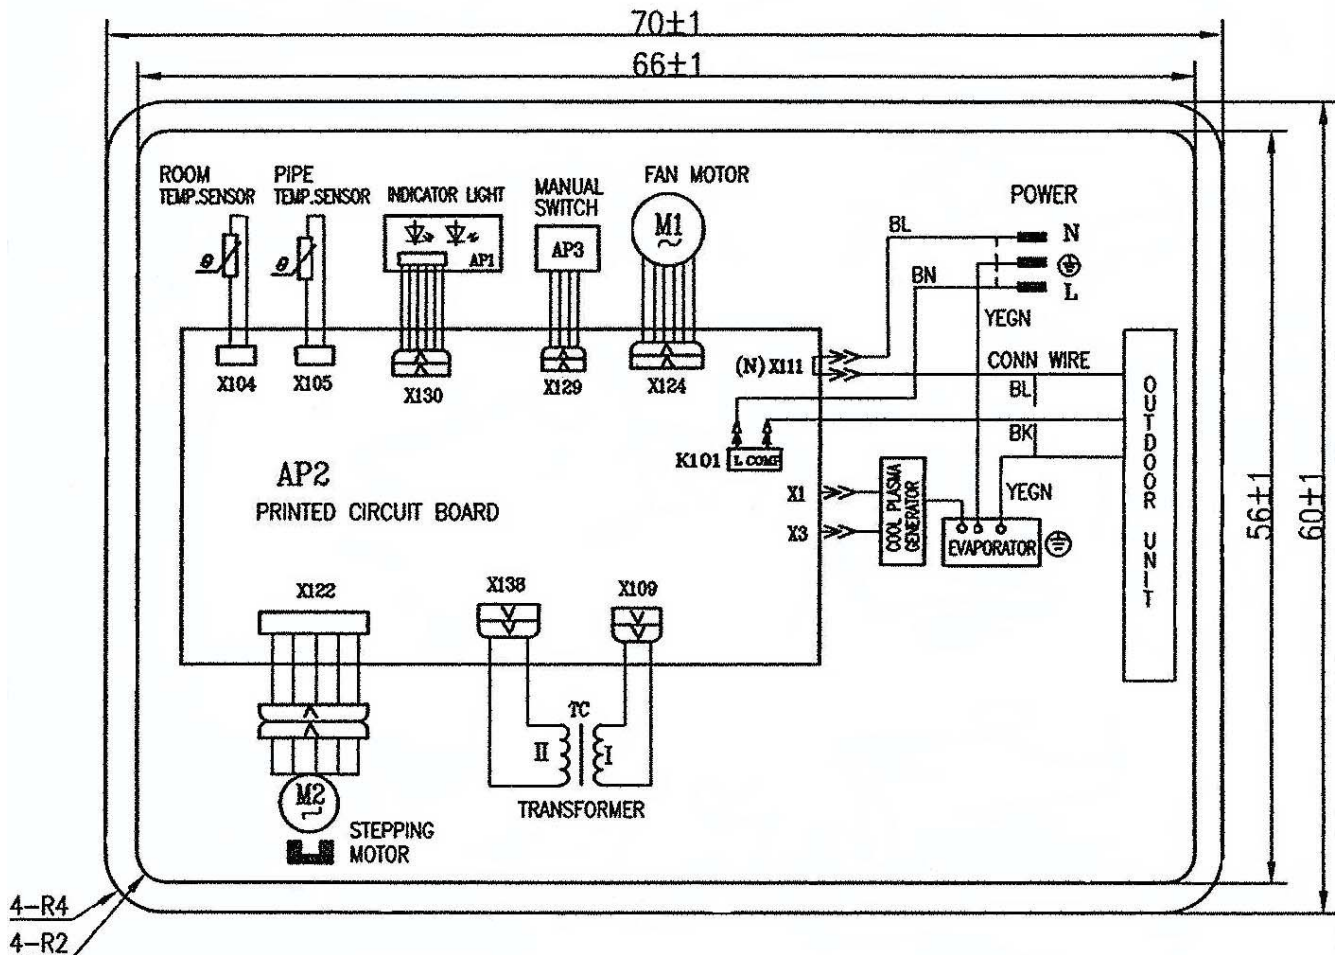 70±1
66±1
ROOM
TEMP.SENSOR
PIPE
TEMP.SENSOR
INDICATOR LIGHT
MANUAL
SWITCH
FAN MOTOR
POWER
θ
θ
AP1
AP3
M1
~
BL
N
BN
L
YEGN
X104
X105
X130
X129
X124
(N) X111
CONN WIRE
BL
BK
K101
L COMP
YEGN
OUTDOOR UNIT
AP2
PRINTED CIRCUIT BOARD
X1
X3
COOL PLASMA
GENERATOR
EVAPORATOR
56±1
60±1
X122
X138
X109
TC
II
I
TRANSFORMER
M2
~
STEPPING
MOTOR
4-R4
4-R2